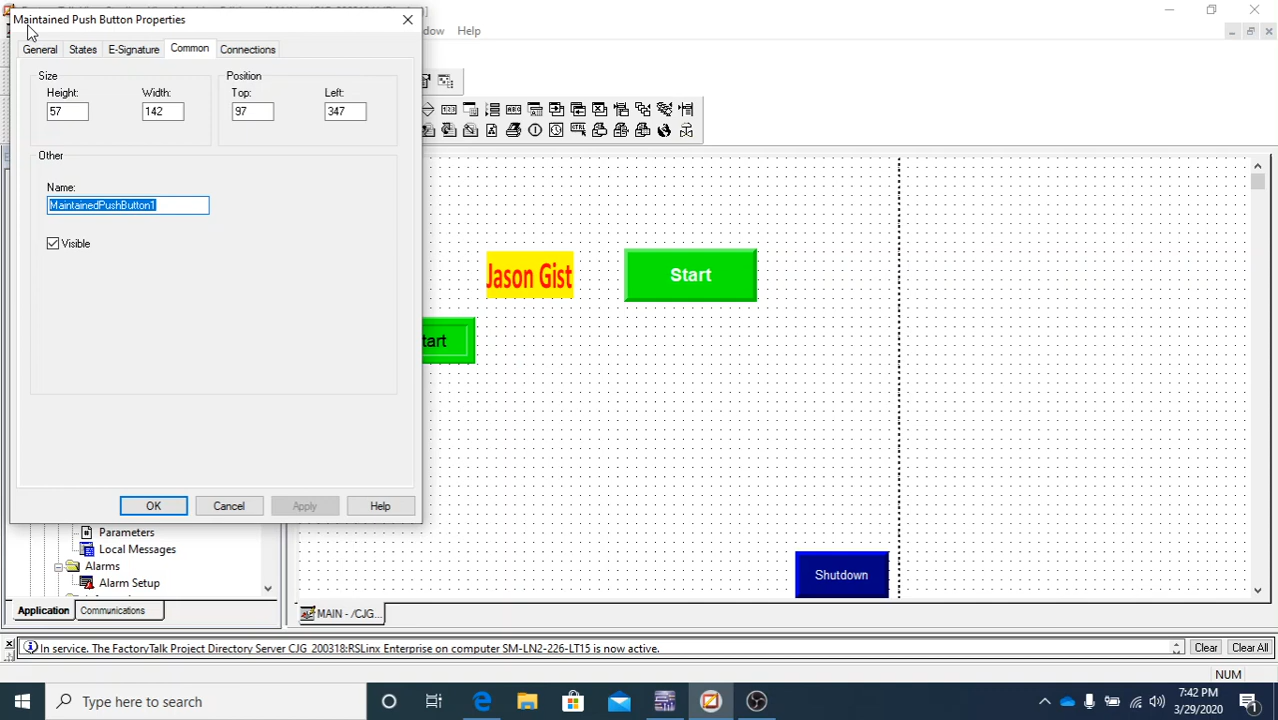 Maintained Push Button Properties
General States E-Signature Common Connections
Size
Height: Width:
57 142
Position
Top: Left:
97 347
Other
Name:
MaintainedPushButton1
Visible
OK Cancel Apply Help
Help
Jason Gist
Start
tart
Shutdown
Parameters
Local Messages
Alarms
Alarm Setup
Application Communications
MAIN - /CJG...
In service. The FactoryTalk Project Directory Server CJG_200318:RSLinx Enterprise on computer SM-LN2-226-LT15 is now active.
Clear Clear All
NUM
Type here to search
7:42 PM
3/29/2020
1